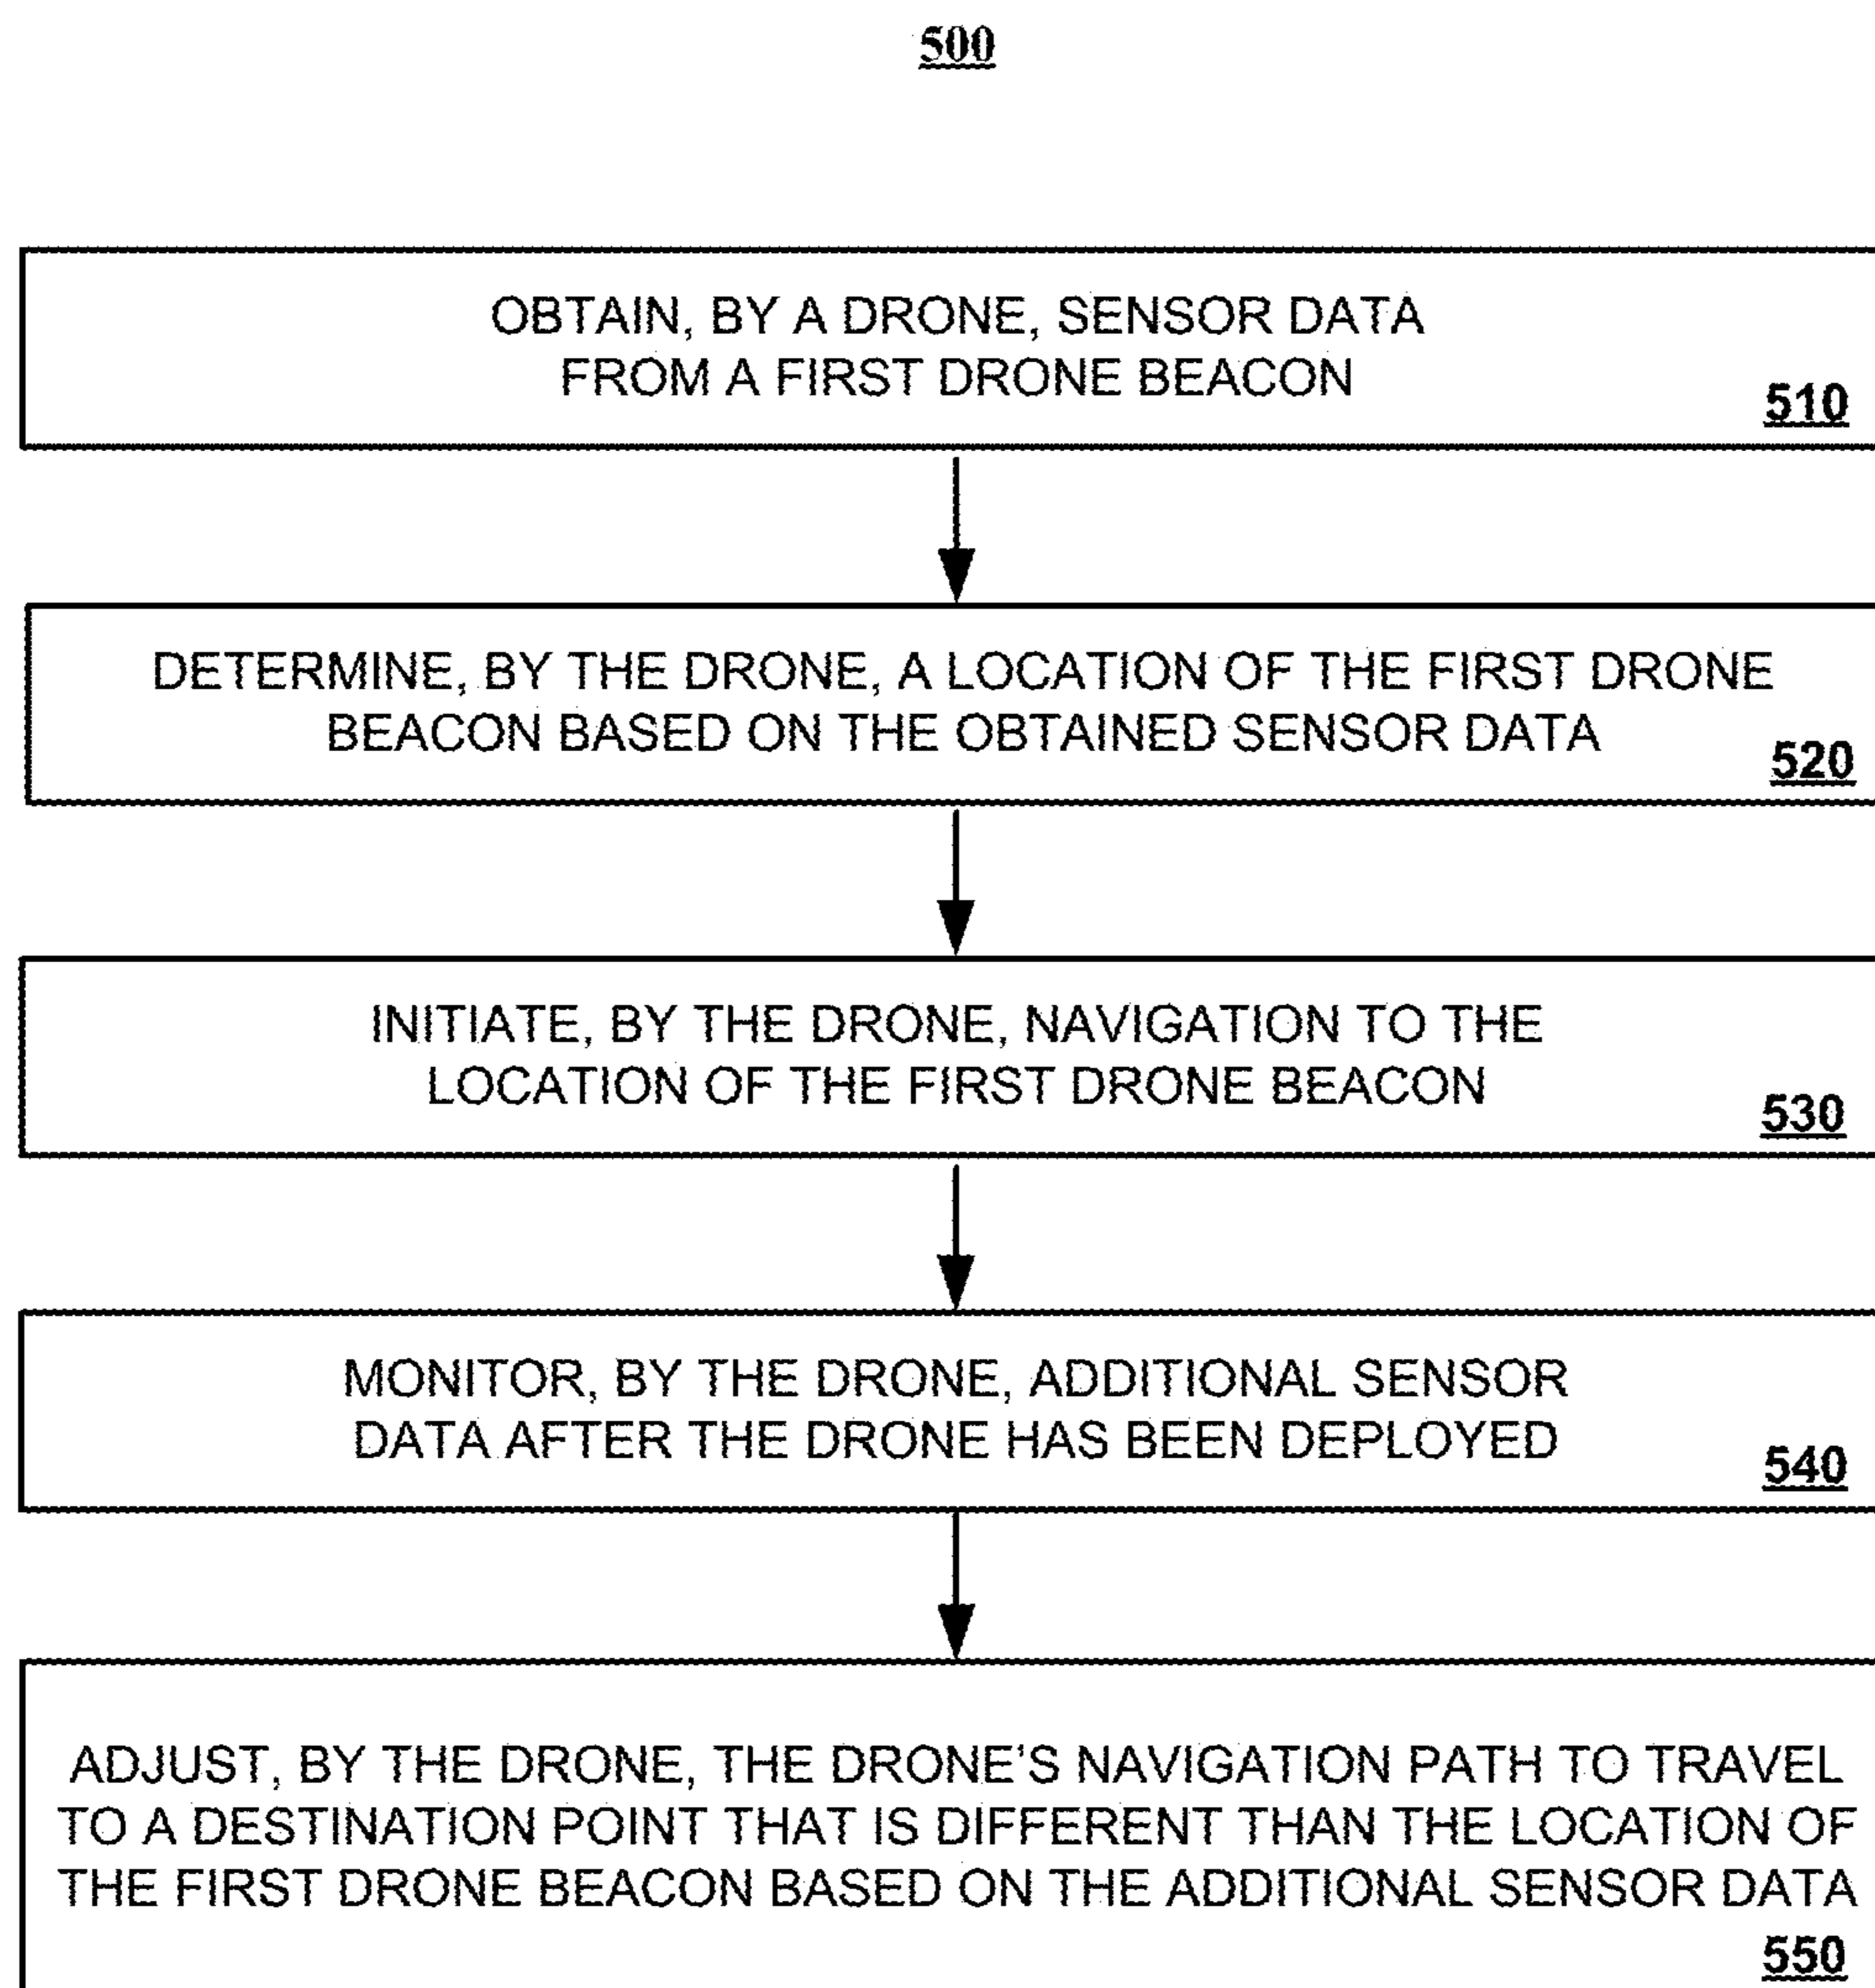 500
OBTAIN, BY A DRONE, SENSOR DATA
FROM A FIRST DRONE BEACON
510
DETERMINE, BY THE DRONE, A LOCATION OF THE FIRST DRONE
BEACON BASED ON THE OBTAINED SENSOR DATA
520
INITIATE, BY THE DRONE, NAVIGATION TO THE
LOCATION OF THE FIRST DRONE BEACON
530
MONITOR, BY THE DRONE, ADDITIONAL SENSOR
DATA AFTER THE DRONE HAS BEEN DEPLOYED
540
ADJUST, BY THE DRONE, THE DRONE'S NAVIGATION PATH TO TRAVEL
TO A DESTINATION POINT THAT IS DIFFERENT THAN THE LOCATION OF
THE FIRST DRONE BEACON BASED ON THE ADDITIONAL SENSOR DATA
550